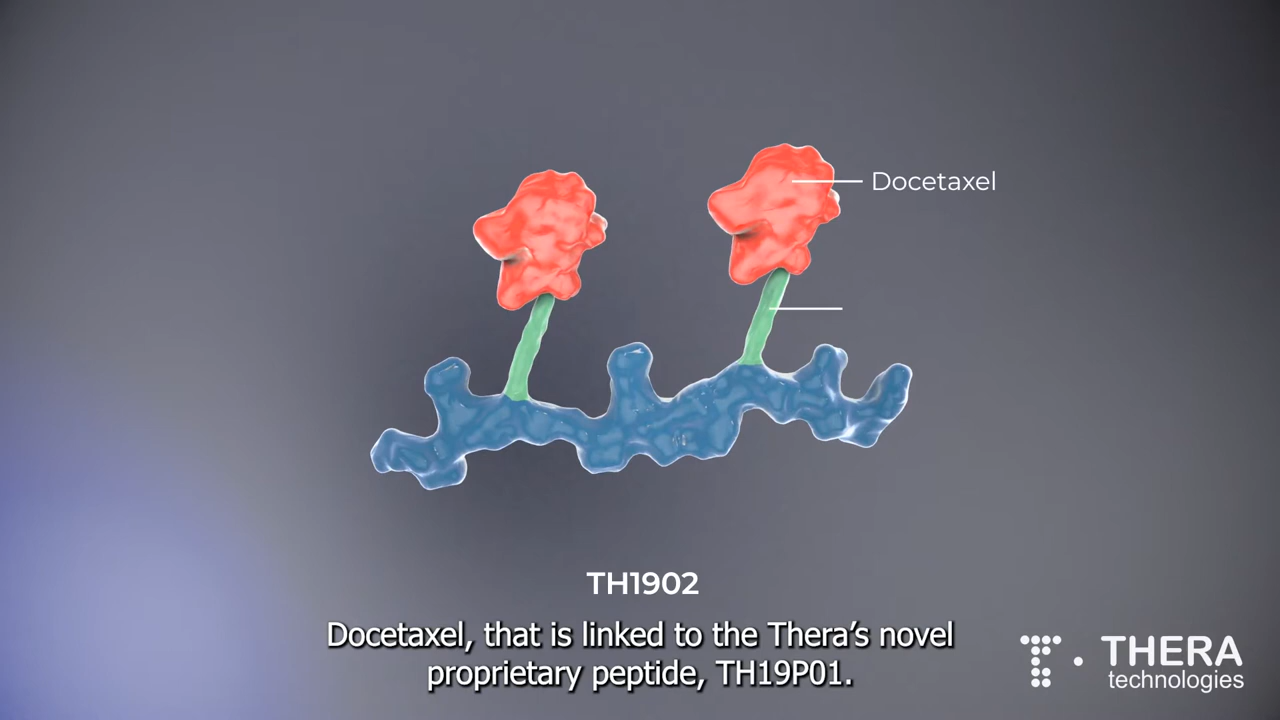 Docetaxel
TH1902
Docetaxel, that is linked to the Thera’s novel
proprietary peptide, TH19P01.
THERA
technologies